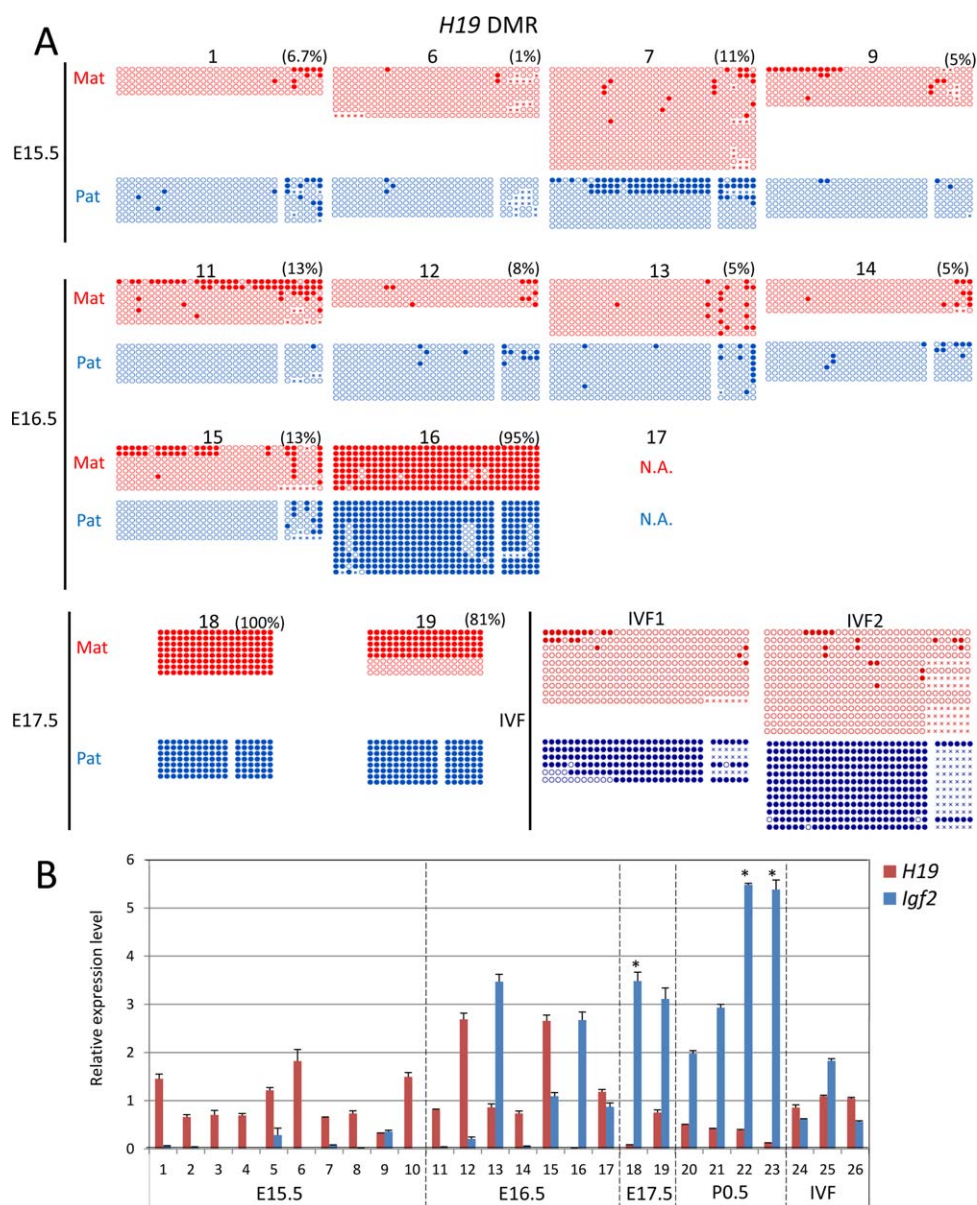 H19 DMR
A
1 (6.7%) 6 (1%) 7 (11%) 9 (5%)
Mat
E15.5
Pat
11 (13%) 12 (8%) 13 (5%) 14 (5%)
Mat
Pat
E16.5
15 (13%) 16 (95%) 17
Mat N.A.
Pat N.A.
18 (100%) 19 (81%) IVF1 IVF2
Mat
E17.5 IVF
Pat
B
H19
Igf2
Relative expression level
6
5
4
3
2
1
0
* * *
1 2 3 4 5 6 7 8 9 10 11 12 13 14 15 16 17 18 19 20 21 22 23 24 25 26
E15.5 E16.5 E17.5 P0.5 IVF